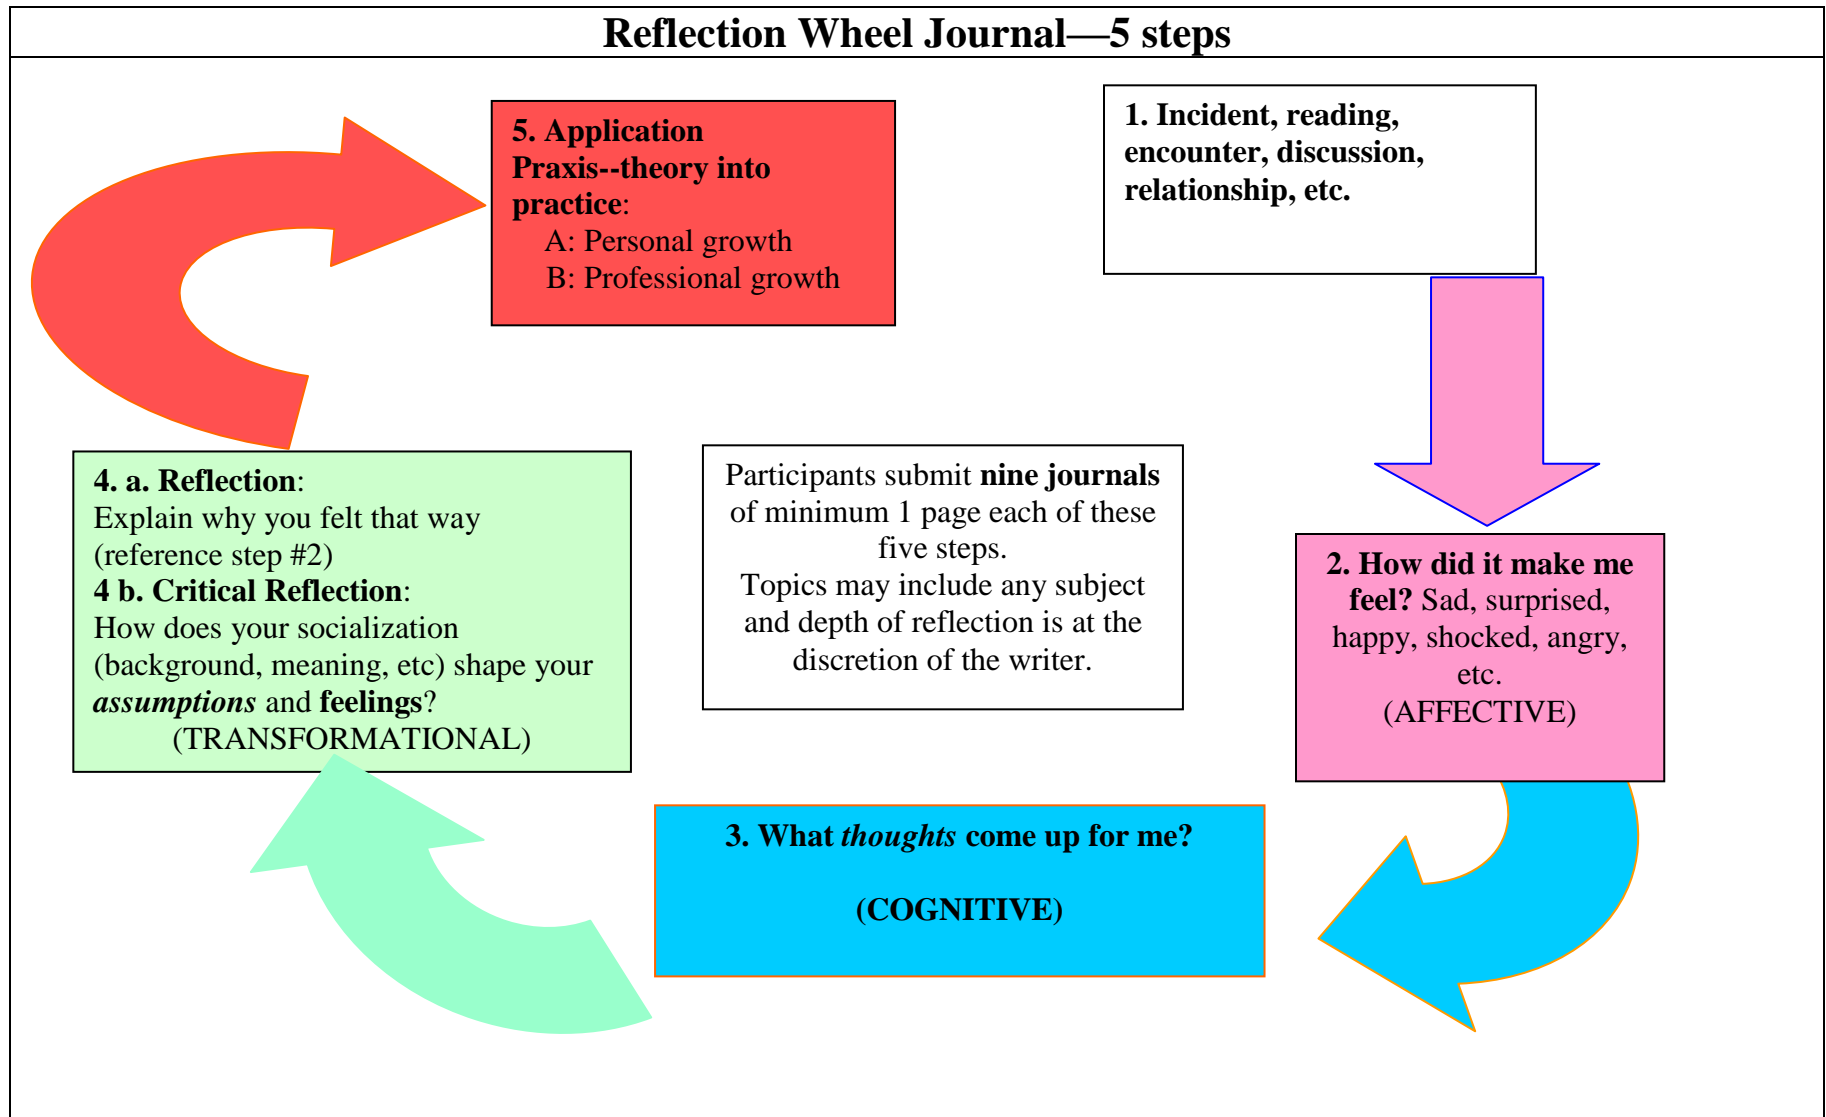 Reflection Wheel Journal—5 steps
1. Incident, reading,
encounter, discussion,
relationship, etc.
2. How did it make me
feel? Sad, surprised,
happy, shocked, angry,
etc.
(AFFECTIVE)
3. What thoughts come up for me?
(COGNITIVE)
4. a. Reflection:
Explain why you felt that way
(reference step #2)
4 b. Critical Reflection:
How does your socialization
(background, meaning, etc) shape your
assumptions and feelings?
(TRANSFORMATIONAL)
5. Application
Praxis--theory into
practice:
A: Personal growth
B: Professional growth
Participants submit nine journals
of minimum 1 page each of these
five steps.
Topics may include any subject
and depth of reflection is at the
discretion of the writer.